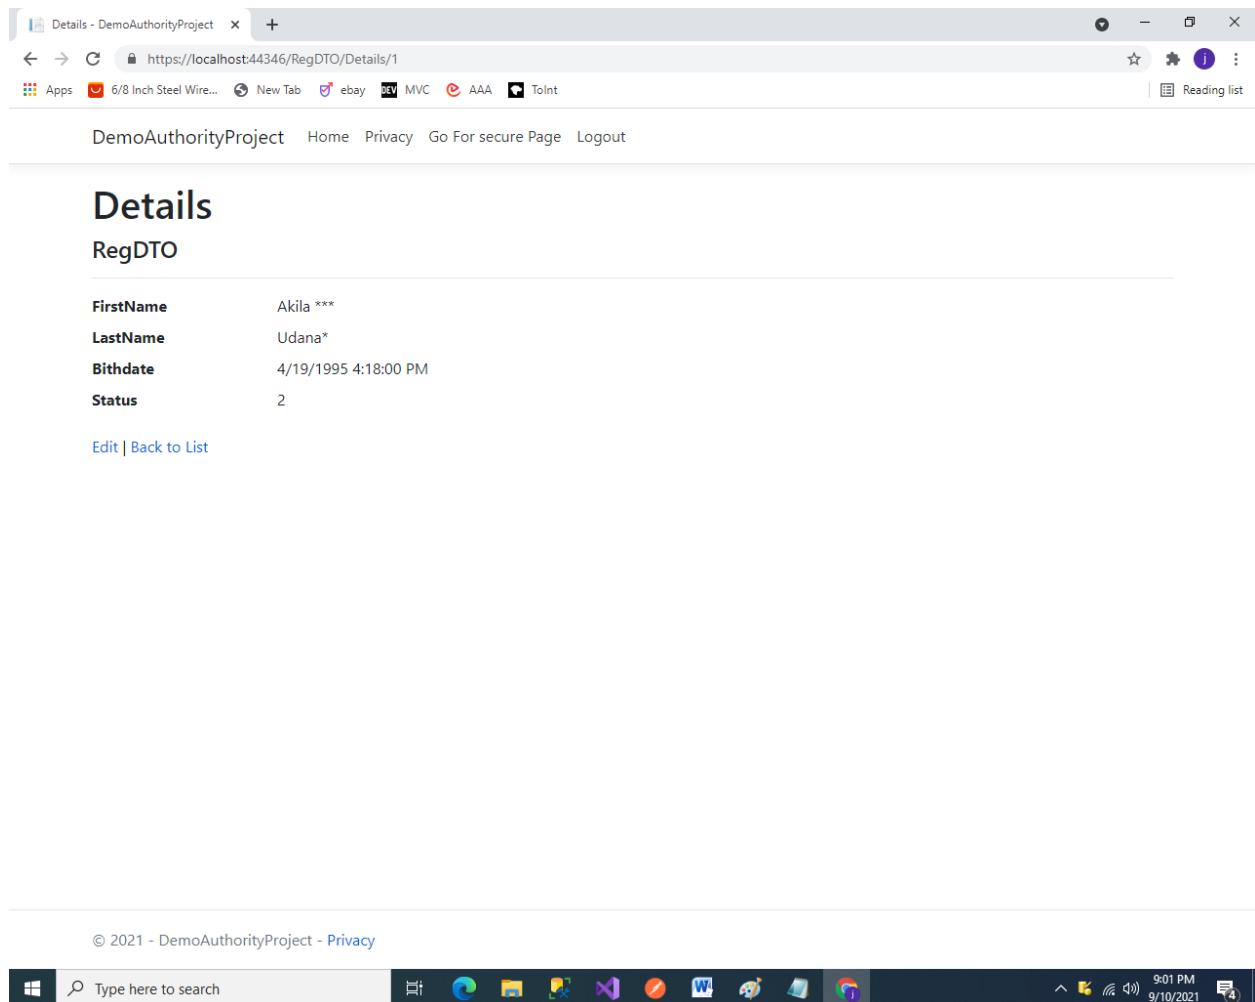 Details - DemoAuthorityProject
https://localhost:44346/RegDTO/Details/1
Apps 6/8 Inch Steel Wire... New Tab ebay DEV MVC AAA ToInt Reading list
DemoAuthorityProject Home Privacy Go For secure Page Logout
Details
RegDTO
FirstName Akila ***
LastName Udana*
Bithdate 4/19/1995 4:18:00 PM
Status 2
Edit | Back to List
© 2021 - DemoAuthorityProject - Privacy
Type here to search
9:01 PM
9/10/2021
4